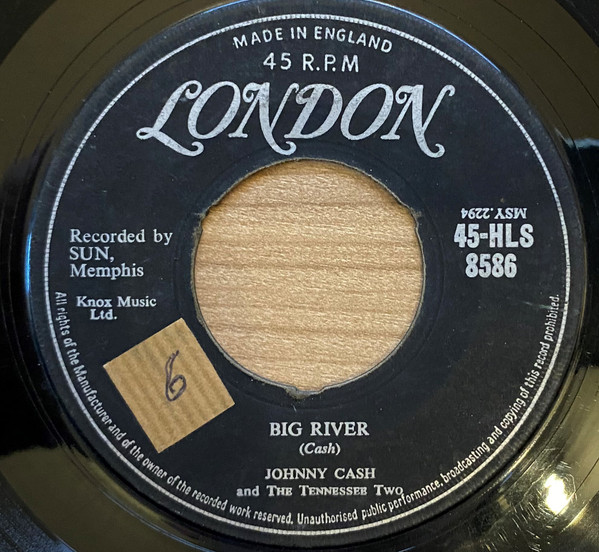 MADE IN ENGLAND
45 R.P.M
LONDON
MSY.2294
45-HLS
8586
Recorded by
SUN,
Memphis
Knox Music
Ltd.
6
BIG RIVER
(Cash)
JOHNNY CASH
and THE TENNESSEE TWO
All rights of the Manufacturer and of the owner of the recorded work reserved. Unauthorised public performance, broadcasting and copying of this record prohibited.